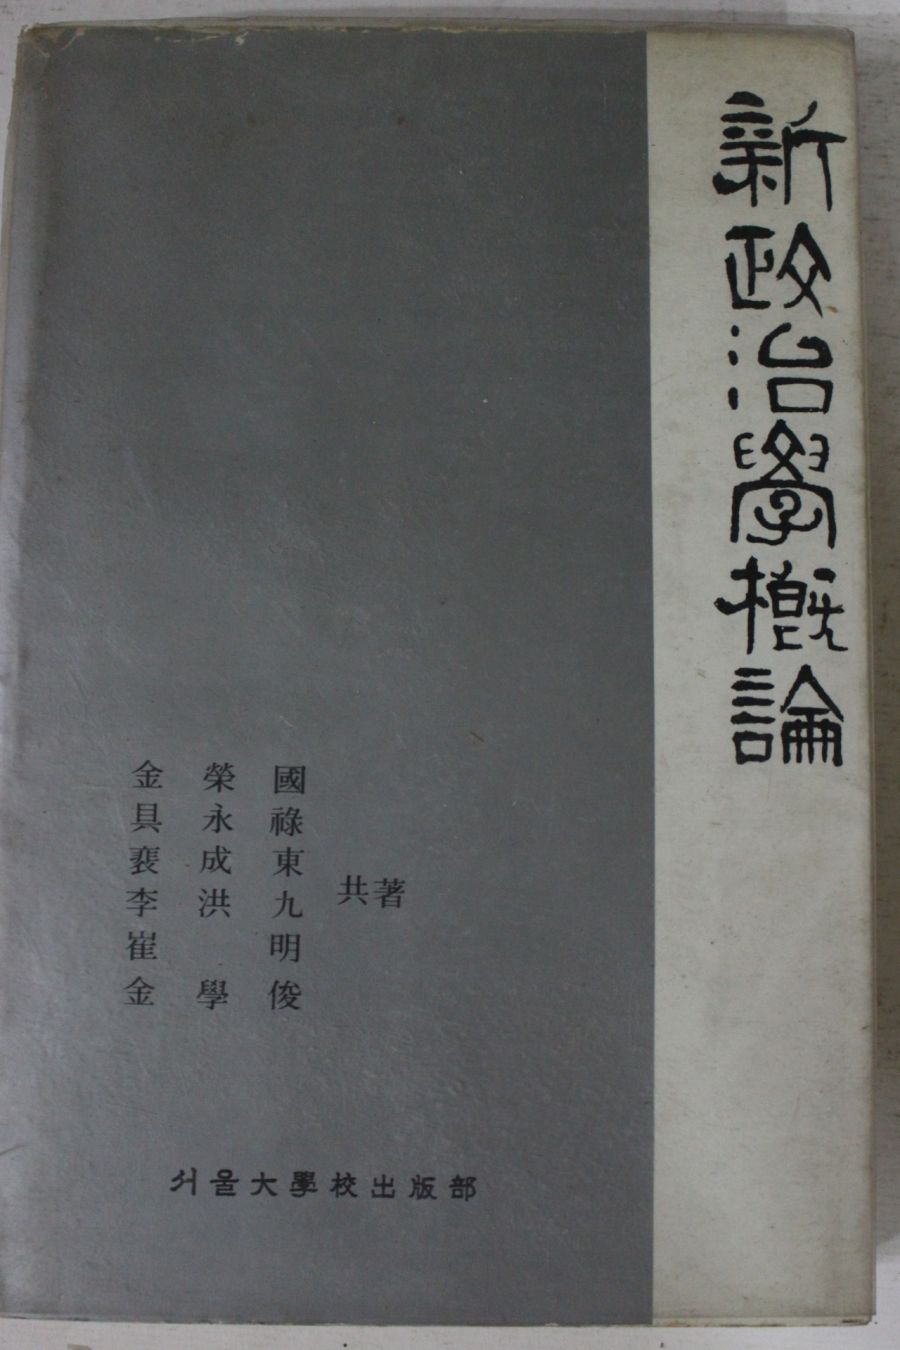 新政治學槪論
金榮國
具永祿
裵成東
李洪九
崔明
金學俊
共著
서울大學校出版部